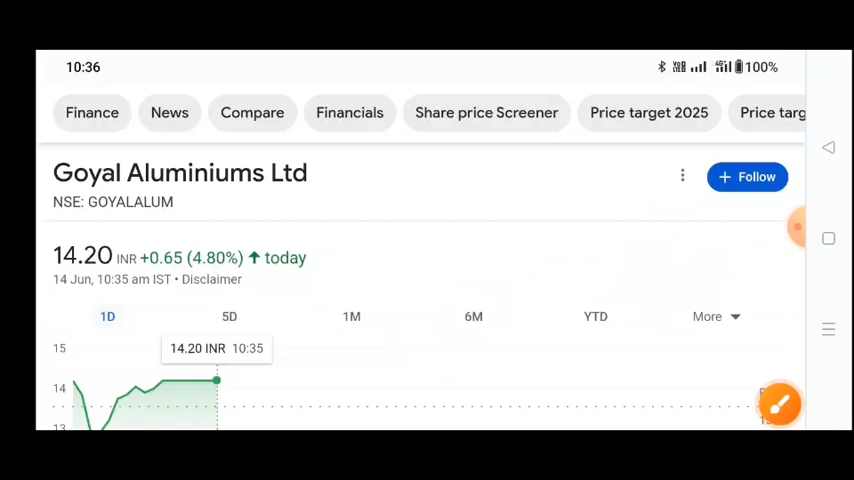 10:36
100%
Finance News Compare Financials Share price Screener Price target 2025 Price targ
Goyal Aluminiums Ltd
+ Follow
NSE: GOYALALUM
14.20 INR +0.65 (4.80%) ↑ today
14 Jun, 10:35 am IST • Disclaimer
1D 5D 1M 6M YTD More
15
14.20 INR 10:35
14
13